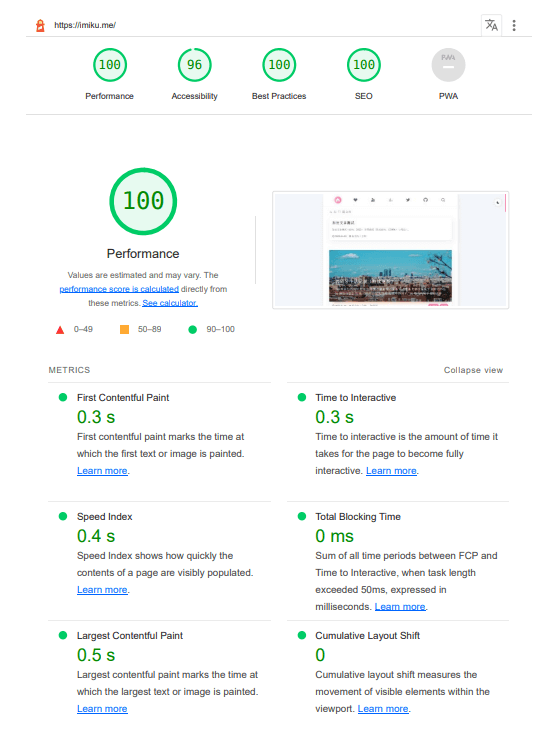 https://imiku.me/
100
96
100
100
PWA
Performance
Accessibility
Best Practices
SEO
PWA
100
Performance
Values are estimated and may vary. The
performance score is calculated directly from
these metrics. See calculator.
0–49
50–89
90–100
METRICS
Collapse view
First Contentful Paint
0.3 s
First contentful paint marks the time at
which the first text or image is painted.
Learn more.
Time to Interactive
0.3 s
Time to interactive is the amount of time it
takes for the page to become fully
interactive. Learn more.
Speed Index
0.4 s
Speed Index shows how quickly the
contents of a page are visibly populated.
Learn more.
Total Blocking Time
0 ms
Sum of all time periods between FCP and
Time to Interactive, when task length
exceeded 50ms, expressed in
milliseconds. Learn more.
Largest Contentful Paint
0.5 s
Largest contentful paint marks the time at
which the largest text or image is painted.
Learn more
Cumulative Layout Shift
0
Cumulative layout shift measures the
movement of visible elements within the
viewport. Learn more.